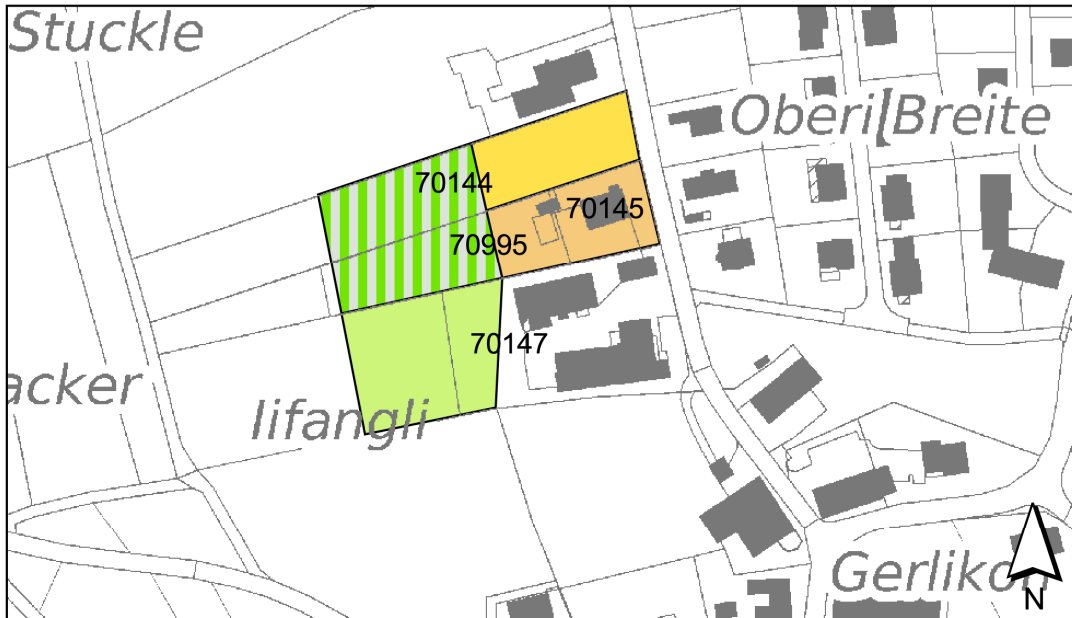 Stuckle
Oberi Breite
70144
70145
70995
70147
acker
Iifangli
Gerlikon
N